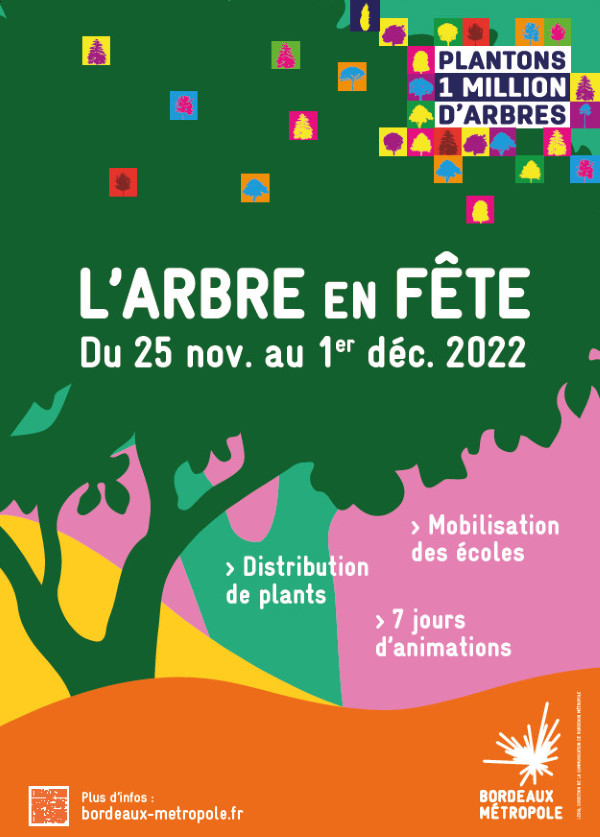 PLANTONS
1 MILLION
D'ARBRES
L'ARBRE EN FÊTE
Du 25 nov. au 1er déc. 2022
> Mobilisation
des écoles
> Distribution
de plants
> 7 jours
d'animations
Plus d'infos :
bordeaux-metropole.fr
BORDEAUX
MÉTROPOLE